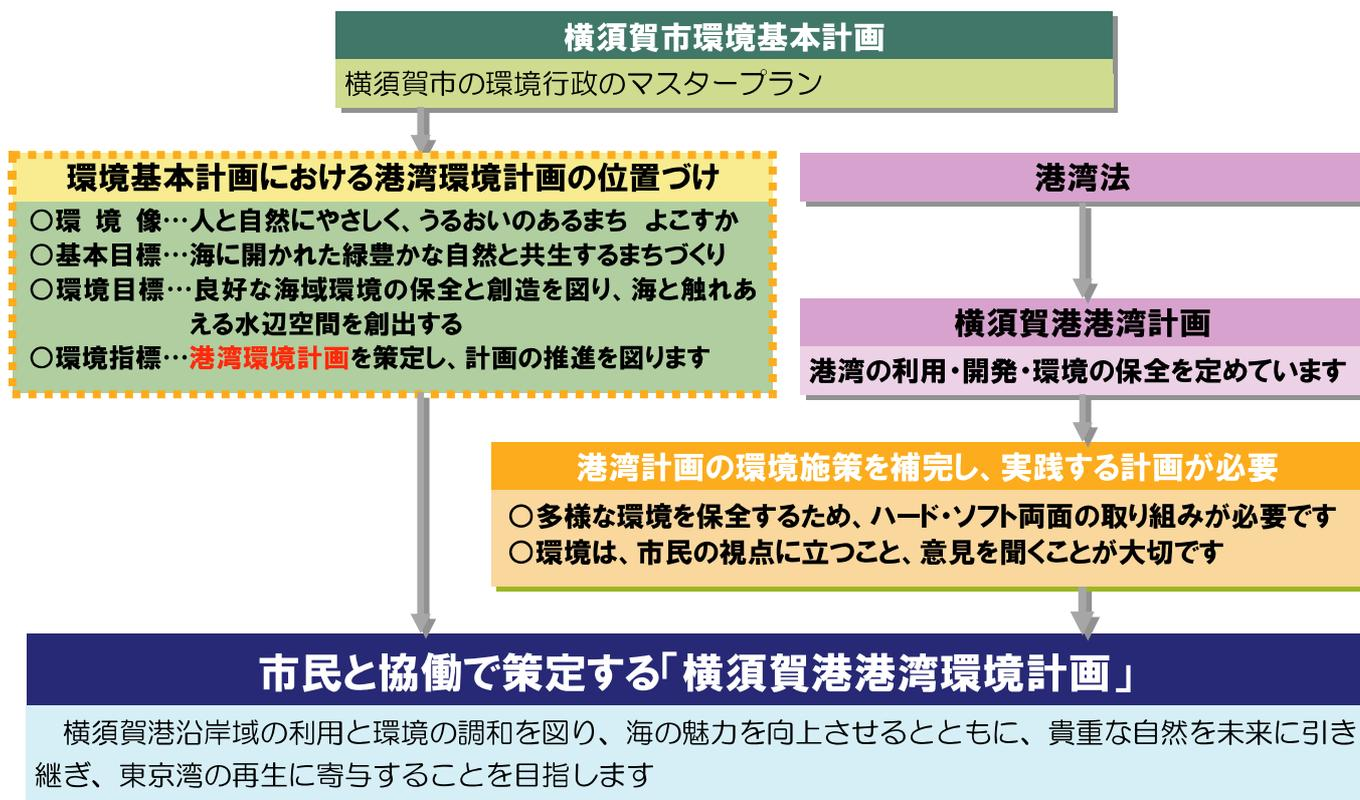 横須賀市環境基本計画
横須賀市の環境行政のマスタープラン
環境基本計画における港湾環境計画の位置づけ
〇環 境 像…人と自然にやさしく、うるおいのあるまち よこすか
〇基本目標…海に開かれた緑豊かな自然と共生するまちづくり
〇環境目標…良好な海域環境の保全と創造を図り、海と触れあ
える水辺空間を創出する
〇環境指標…港湾環境計画を策定し、計画の推進を図ります
港湾法
横須賀港港湾計画
港湾の利用・開発・環境の保全を定めています
港湾計画の環境施策を補完し、実践する計画が必要
〇多様な環境を保全するため、ハード・ソフト両面の取り組みが必要です
〇環境は、市民の視点に立つこと、意見を聞くことが大切です
市民と協働で策定する「横須賀港港湾環境計画」
横須賀港沿岸域の利用と環境の調和を図り、海の魅力を向上させるとともに、貴重な自然を未来に引き
継ぎ、東京湾の再生に寄与することを目指します